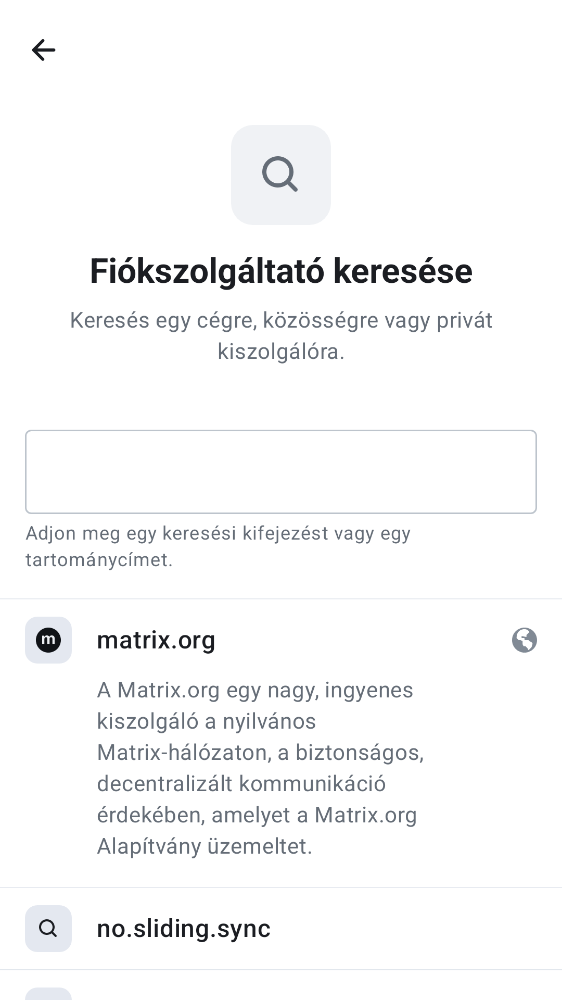 Fiókszolgáltató keresése
Keresés egy cégre, közösségre vagy privát
kiszolgálóra.
Adjon meg egy keresési kifejezést vagy egy
tartománycímet.
m
matrix.org
A Matrix.org egy nagy, ingyenes
kiszolgáló a nyilvános
Matrix-hálózaton, a biztonságos,
decentralizált kommunikáció
érdekében, amelyet a Matrix.org
Alapítvány üzemeltet.
no.sliding.sync